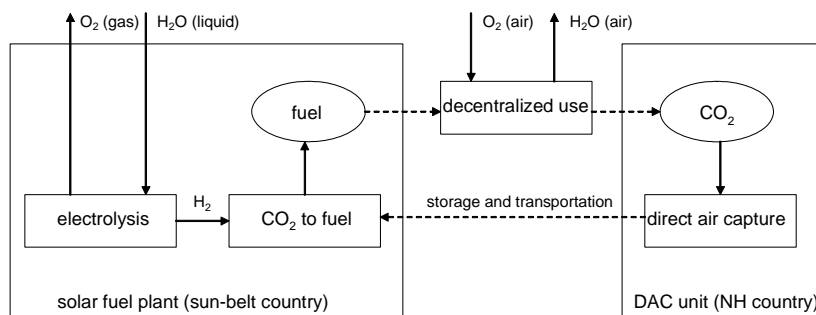 O₂ (gas)
H₂O (liquid)
O₂ (air)
H₂O (air)
fuel
decentralized use
CO₂
H₂
storage and transportation
electrolysis
CO₂ to fuel
direct air capture
solar fuel plant (sun-belt country)
DAC unit (NH country)